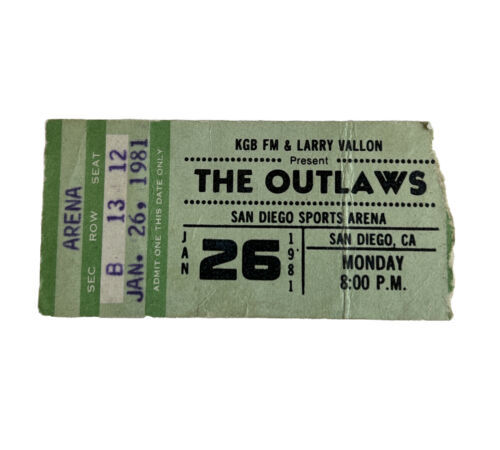 ARENA
SEC ROW SEAT
B 13 12
JAN. 26, 1981
ADMIT ONE THIS DATE ONLY
KGB FM & LARRY VALLON
Present
THE OUTLAWS
SAN DIEGO SPORTS ARENA
JAN
26
1981
SAN DIEGO, CA
MONDAY
8:00 P.M.